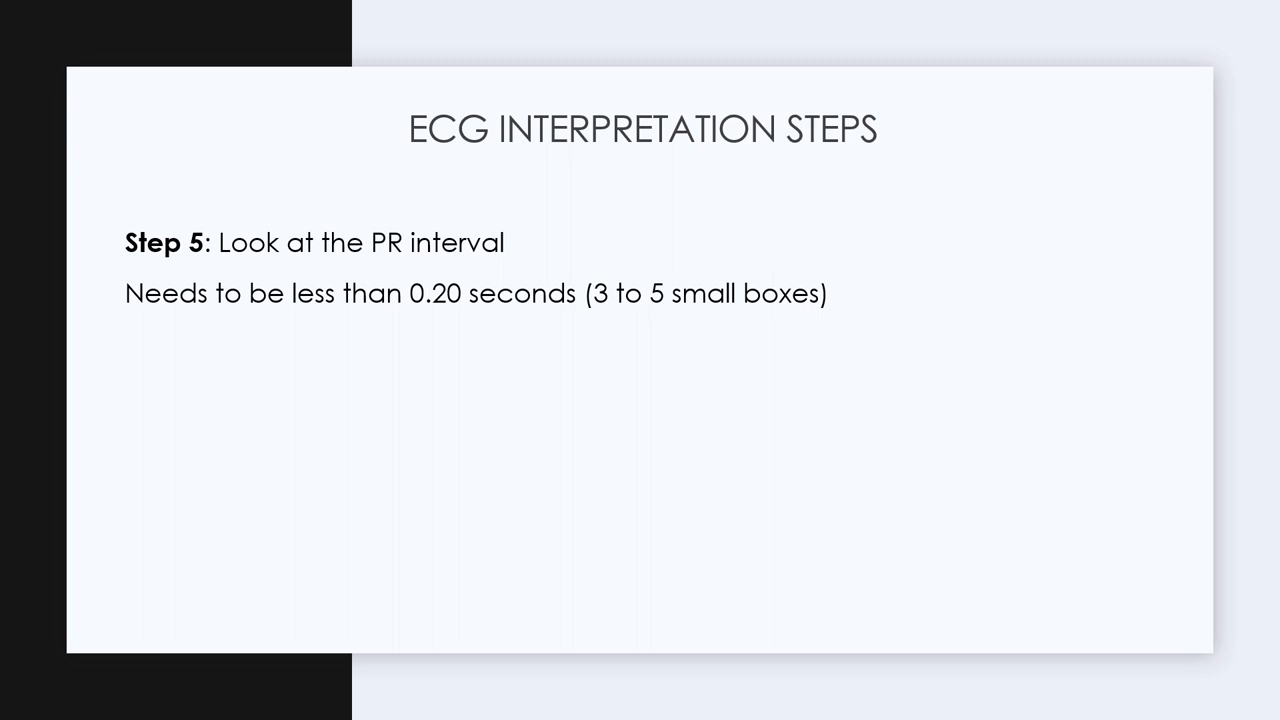 ECG INTERPRETATION STEPS
Step 5: Look at the PR interval
Needs to be less than 0.20 seconds (3 to 5 small boxes)